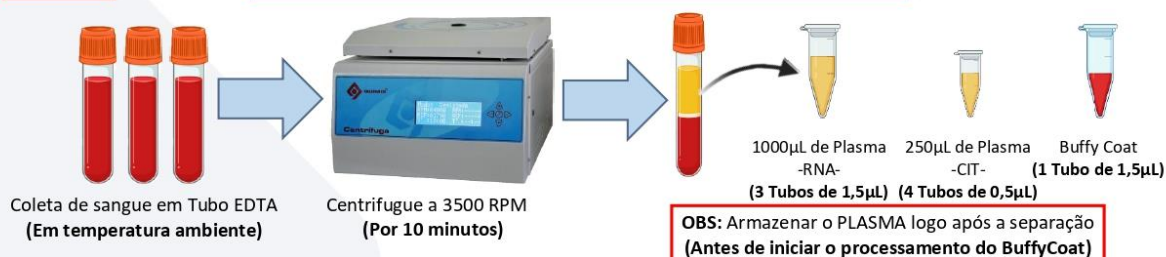 Centrifuga
Coleta de sangue em Tubo EDTA
(Em temperatura ambiente)
Centrifugue a 3500 RPM
(Por 10 minutos)
1000µL de Plasma
-RNA-
(3 Tubos de 1,5µL)
250µL de Plasma
-CIT-
(4 Tubos de 0,5µL)
Buffy Coat
(1 Tubo de 1,5µL)
OBS: Armazenar o PLASMA logo após a separação
(Antes de iniciar o processamento do BuffyCoat)